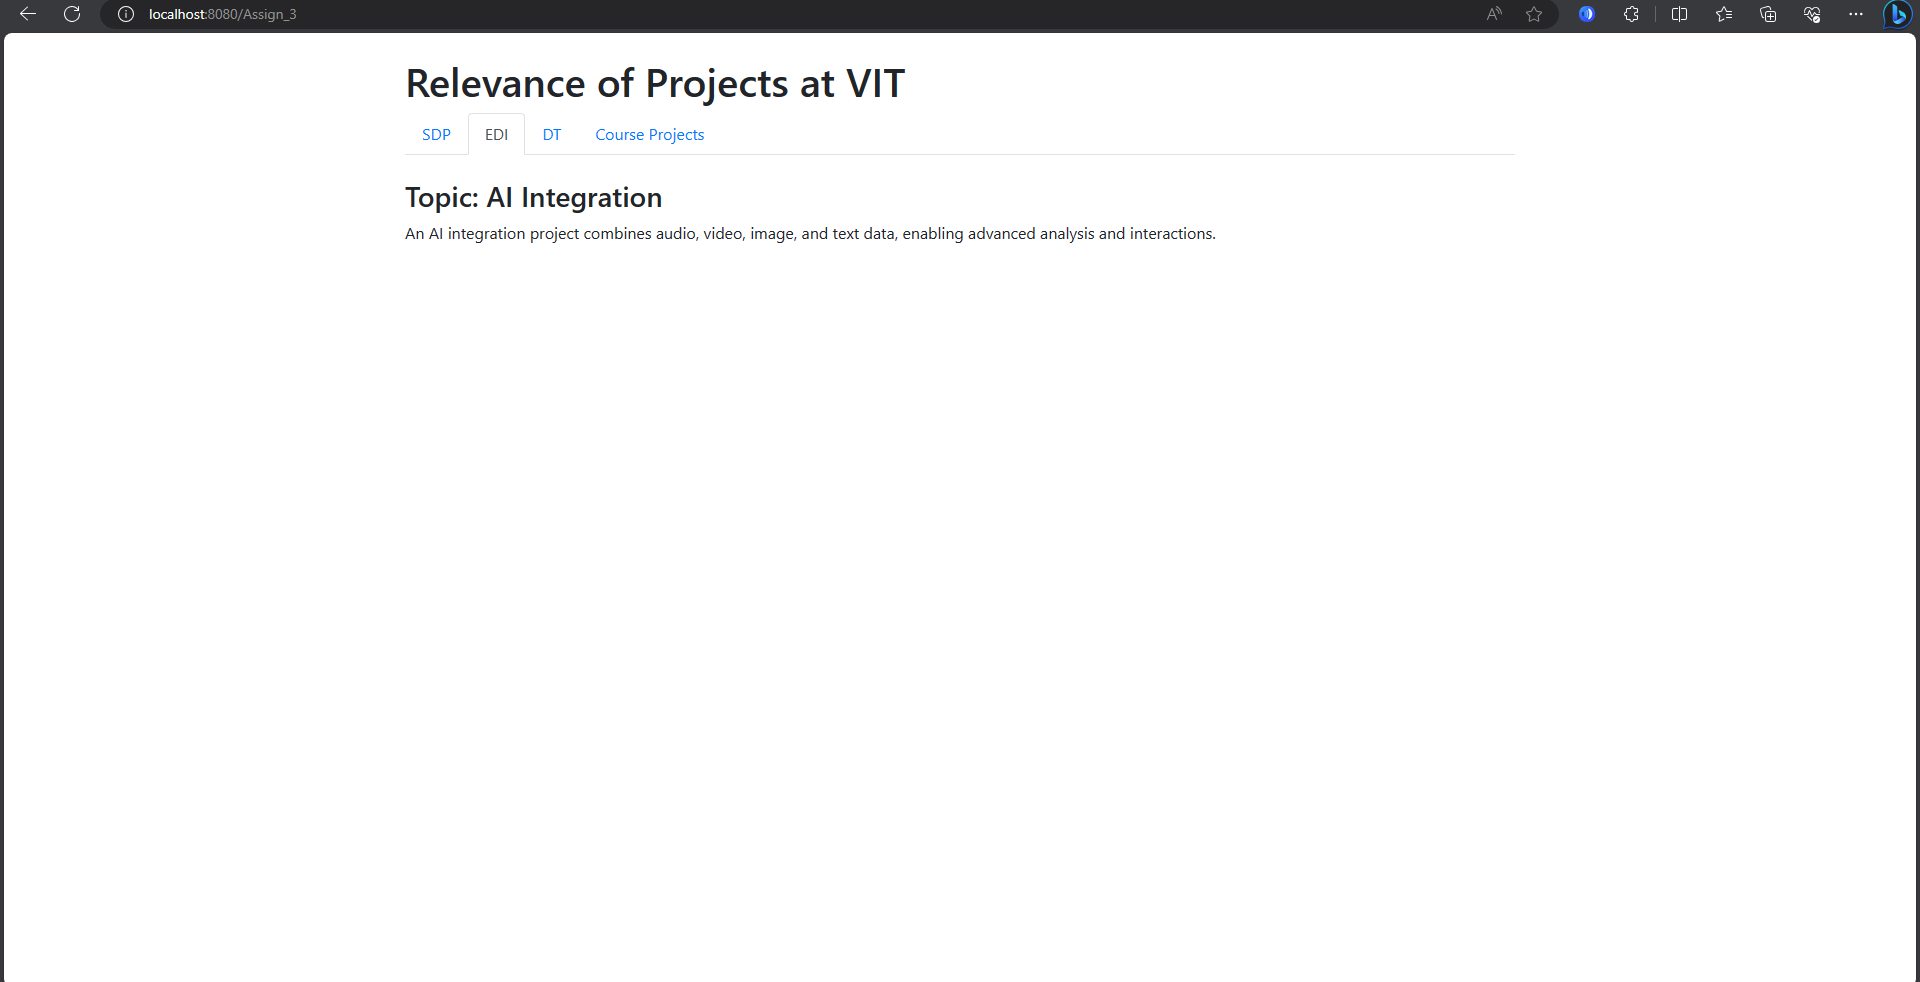 localhost:8080/Assign_3
Relevance of Projects at VIT
SDP EDI DT Course Projects
Topic: AI Integration
An AI integration project combines audio, video, image, and text data, enabling advanced analysis and interactions.